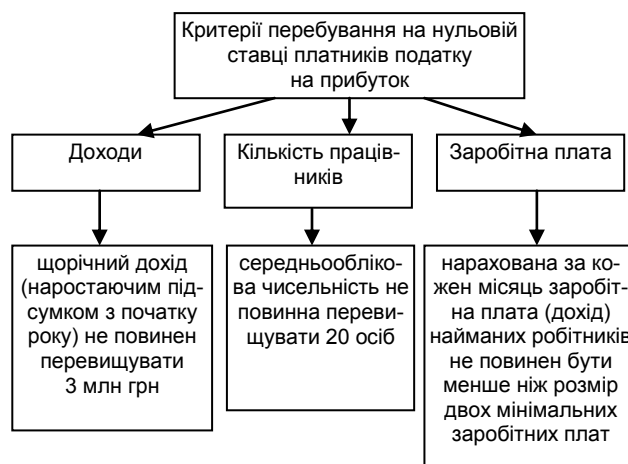 Критерії перебування на нульовій
ставці платників податку
на прибуток
Доходи
Кількість праців-
ників
Заробітна плата
щорічний дохід
(наростаючим під-
сумком з початку
року) не повинен
перевищувати
3 млн грн
середньообліко-
ва чисельність не
повинна переви-
щувати 20 осіб
нарахована за ко-
жен місяць заробіт-
на плата (дохід)
найманих робітників
не повинен бути
менше ніж розмір
двох мінімальних
заробітних плат